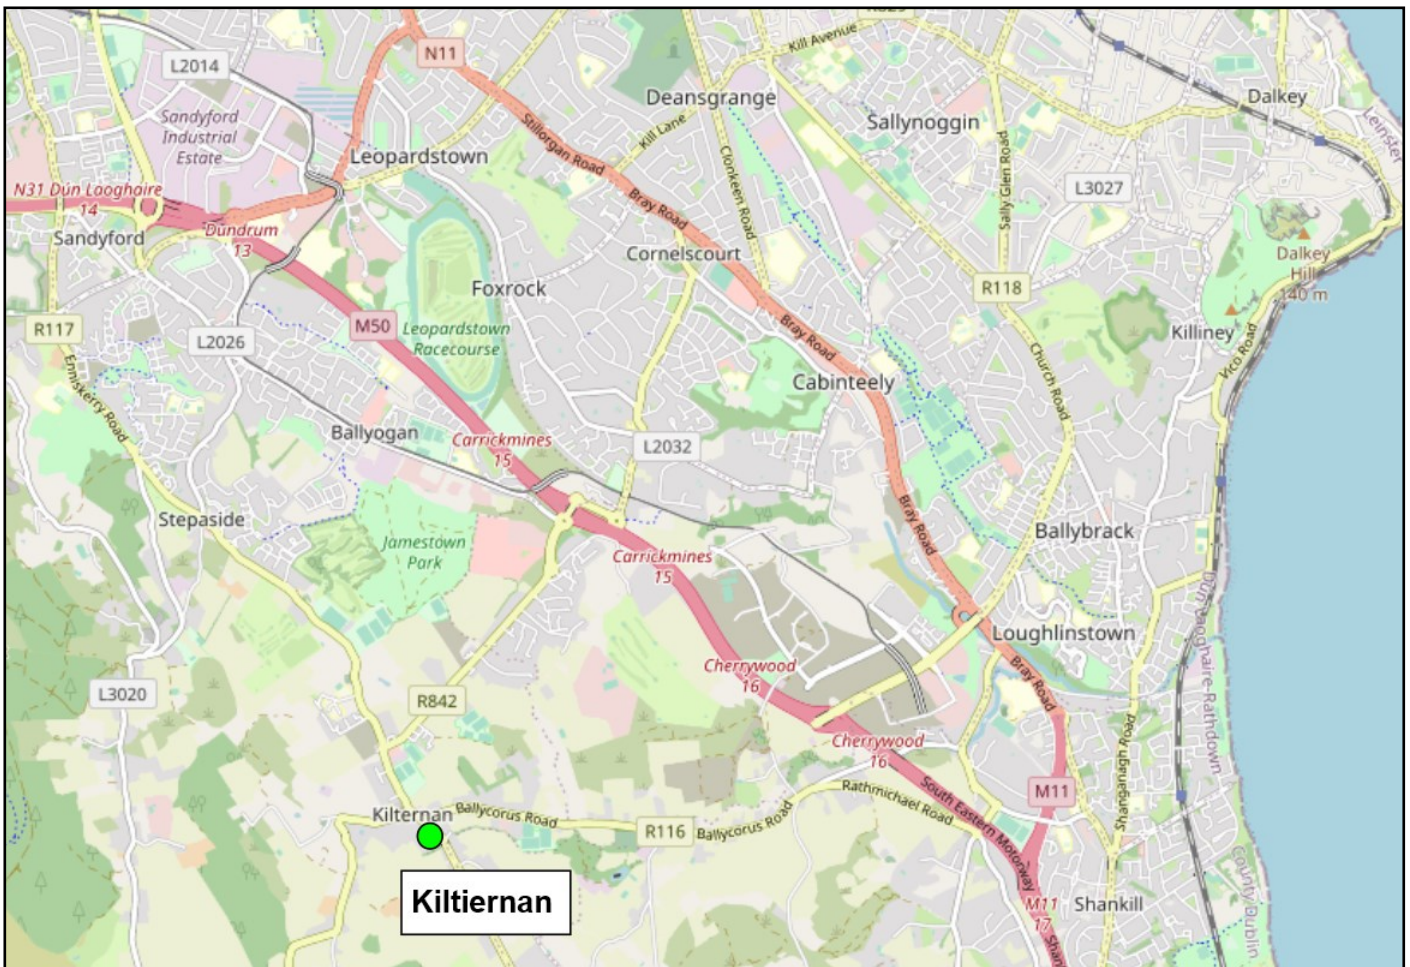 N11
Kill Avenue
L2014
Deansgrange
Dalkey
Sandyford
Industrial
Estate
Sallynoggin
Stillorgan Road
Kill Lane
Leopardstown
Clonkeen Road
Sally Glen Road
Leinster
N31 Dún Laoghaire
14
L3027
Bray Road
Sandyford
Dundrum
13
Cornelscourt
Dalkey
Hill
140 m
Foxrock
R118
R117
M50
Leopardstown
Racecourse
L2026
Bray Road
Killiney
Vico Road
Enniskerry Road
Cabinteely
Church Road
Ballyogan
Carrickmines
15
L2032
Stepaside
Bray Road
Ballybrack
Jamestown
Park
Carrickmines
15
Dún Laoghaire-Rathdown
Loughlinstown
Cherrywood
16
Bray Road
L3020
R842
Cherrywood
16
Shanganagh Road
South Eastern Motorway
M11
Rathmichael Road
Kilternan
Ballycorus Road
R116
Ballycorus Road
Kiltiernan
M11
17
Shankill
County Dublin